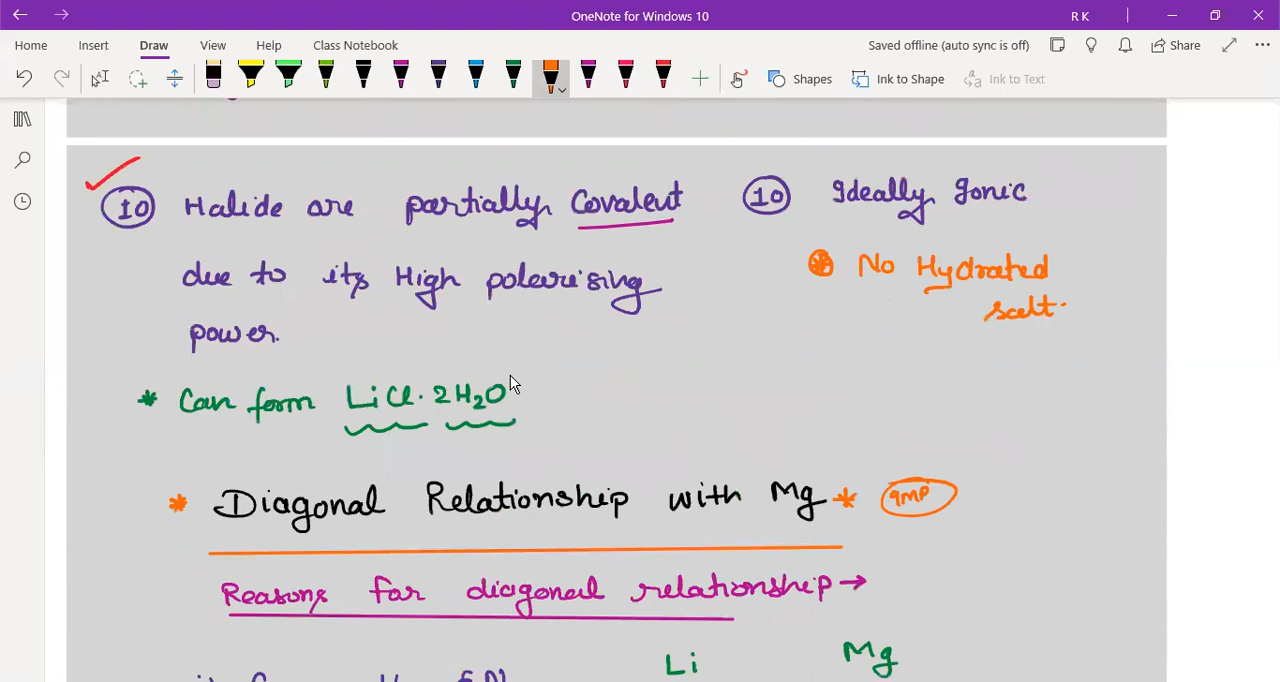 OneNote for Windows 10
R K
Home Insert Draw View Help Class Notebook
Saved offline (auto sync is off)
Share
Shapes
Ink to Shape
Ink to Text
10 Halide are partially Covalent
due to its High polarising
power.
* Can form LiCl. 2H₂O
10 Ideally Ionic
No Hydrated
salt.
* Diagonal Relationship with Mg * Imp
Reasons for diagonal relationship →
Li Mg